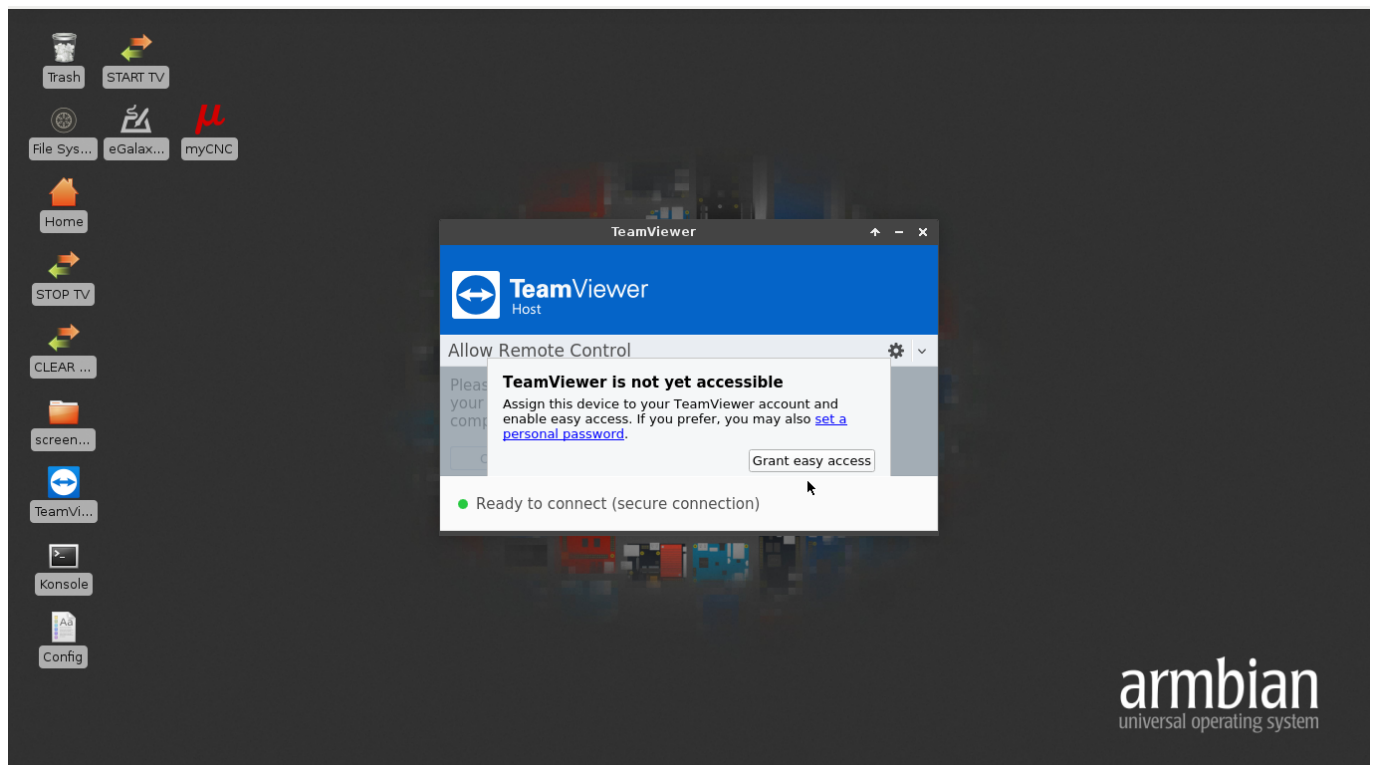 Trash
START TV
File Sys...
eGalax...
myCNC
Home
STOP TV
CLEAR ...
screen...
TeamVi...
Konsole
Config
TeamViewer
TeamViewer
Host
Allow Remote Control
Pleas
your
comp
TeamViewer is not yet accessible
Assign this device to your TeamViewer account and
enable easy access. If you prefer, you may also set a
personal password.
Grant easy access
Ready to connect (secure connection)
armbian
universal operating system